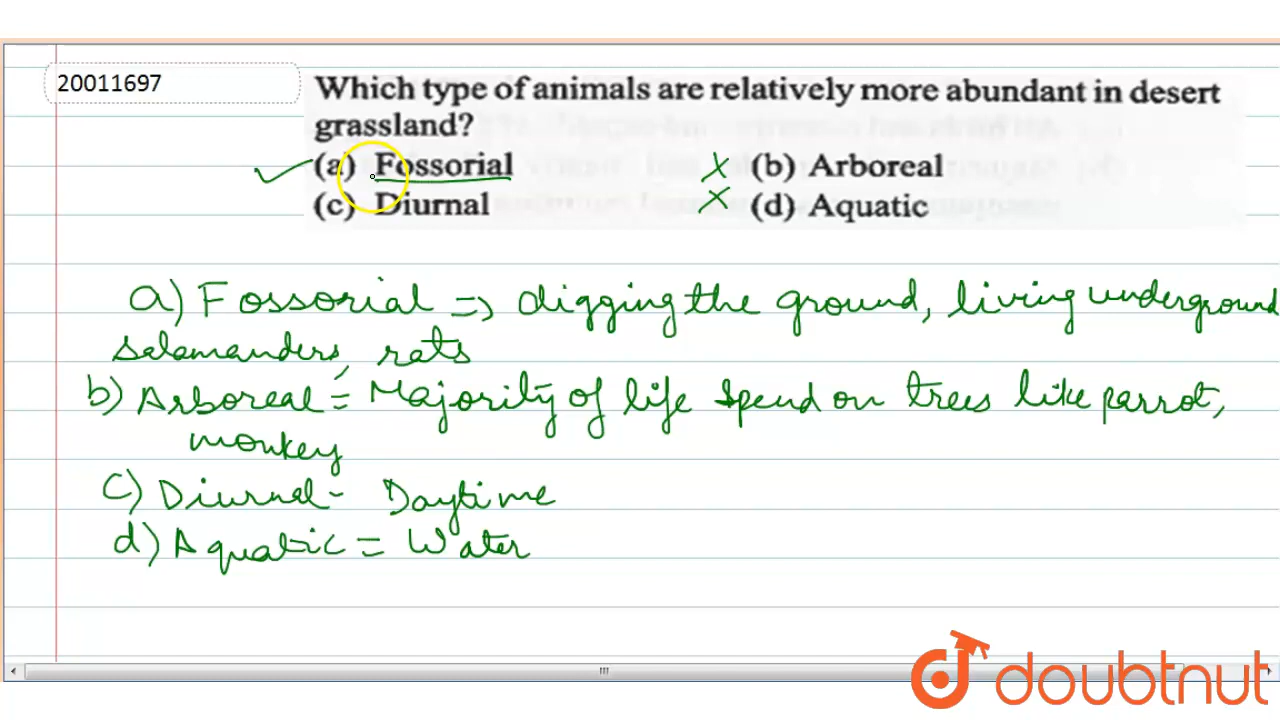 20011697
Which type of animals are relatively more abundant in desert
grassland?
(a) Fossorial (b) Arboreal
(c) Diurnal (d) Aquatic
a) Fossorial => digging the ground, living underground
salamanders, rats
b) Arboreal = Majority of life spend on trees like parrot,
monkey
c) Diurnal - Daytime
d) Aquatic = Water
doubtnut